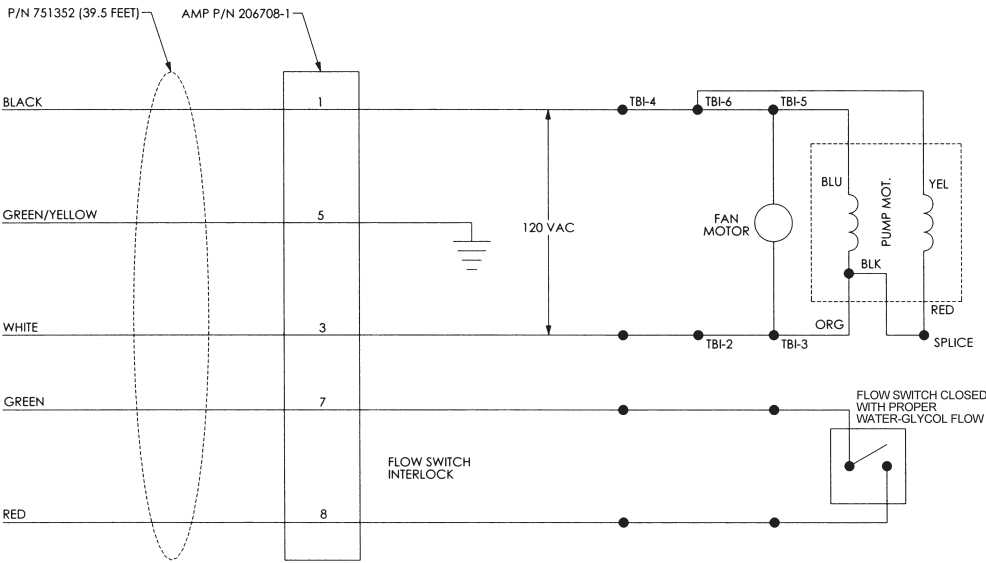 P/N 751352 (39.5 FEET)
AMP P/N 206708-1
BLACK
1
TBI-4
TBI-6
TBI-5
BLU
PUMP MOT.
YEL
GREEN/YELLOW
5
120 VAC
FAN
MOTOR
BLK
RED
WHITE
3
ORG
TBI-2
TBI-3
SPLICE
GREEN
7
FLOW SWITCH CLOSED
WITH PROPER
WATER-GLYCOL FLOW
FLOW SWITCH
INTERLOCK
RED
8